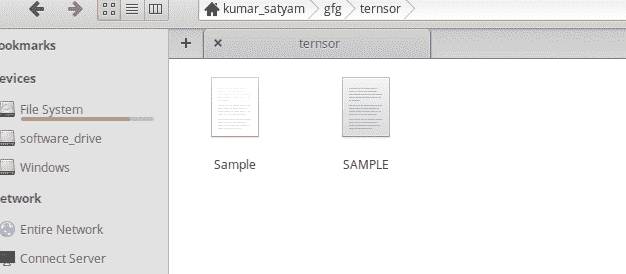 kumar_satyam gfg ternsor
ookmarks
ternsor
evices
File System
software_drive
Windows
etwork
Entire Network
Connect Server
Sample SAMPLE